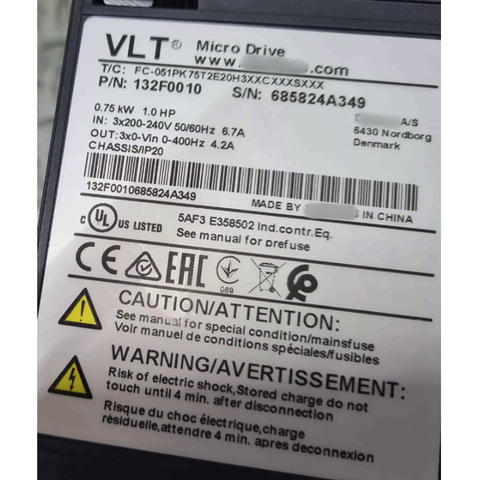 VLT® Micro Drive
www. .com
T/C: FC-051PK75T2E20H3XXCXXXSXXX
P/N: 132F0010 S/N: 685824A349
0.75 kW 1.0 HP
IN: 3x200-240V 50/60Hz 6.7A
OUT: 3x0-Vin 0-400Hz 4.2A
CHASSIS/IP20
A/S
6430 Nordborg
Denmark
132F0010685824A349
MADE BY S IN CHINA
c UL US LISTED
5AF3 E358502 Ind.contr.Eq.
See manual for prefuse
CE EAC
089
CAUTION/ATTENTION:
See manual for special condition/mainsfuse
Voir manuel de conditions spéciales/fusibles
WARNING/AVERTISSEMENT:
Risk of electric shock,Stored charge do not
touch until 4 min. after disconnection
Risque du choc électrique,charge
résiduelle,attendre 4 min. apres deconnection